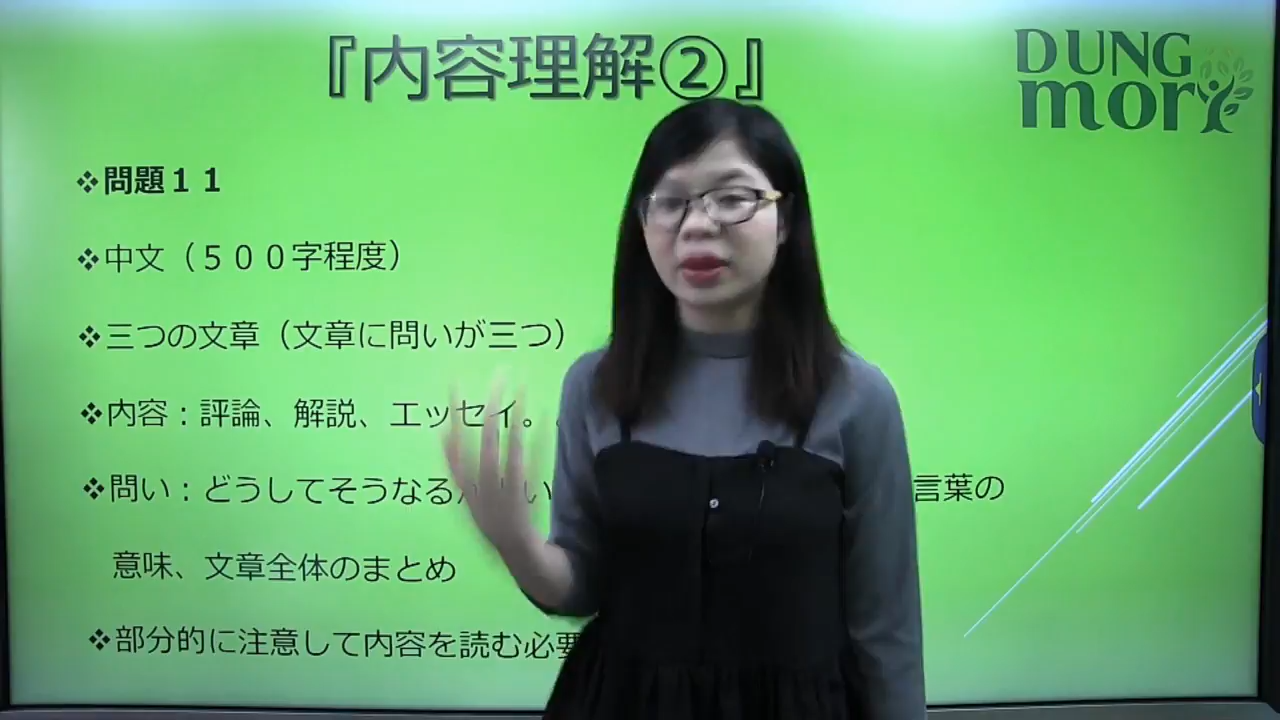 『内容理解②』
DUNG
mori
❖問題１１
❖中文（５００字程度）
❖三つの文章（文章に問いが三つ）
❖内容：評論、解説、エッセイ。
❖問い：どうしてそうなるか 言葉の
意味、文章全体のまとめ
❖部分的に注意して内容を読む必要